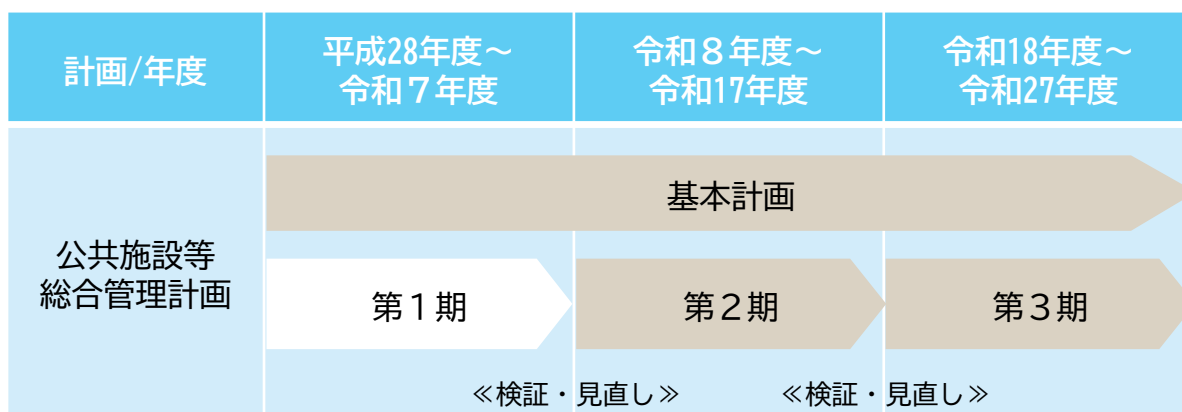 計画/年度
平成28年度～
令和７年度
令和８年度～
令和17年度
令和18年度～
令和27年度
公共施設等
総合管理計画
基本計画
第１期
第２期
第３期
≪検証・見直し≫
≪検証・見直し≫